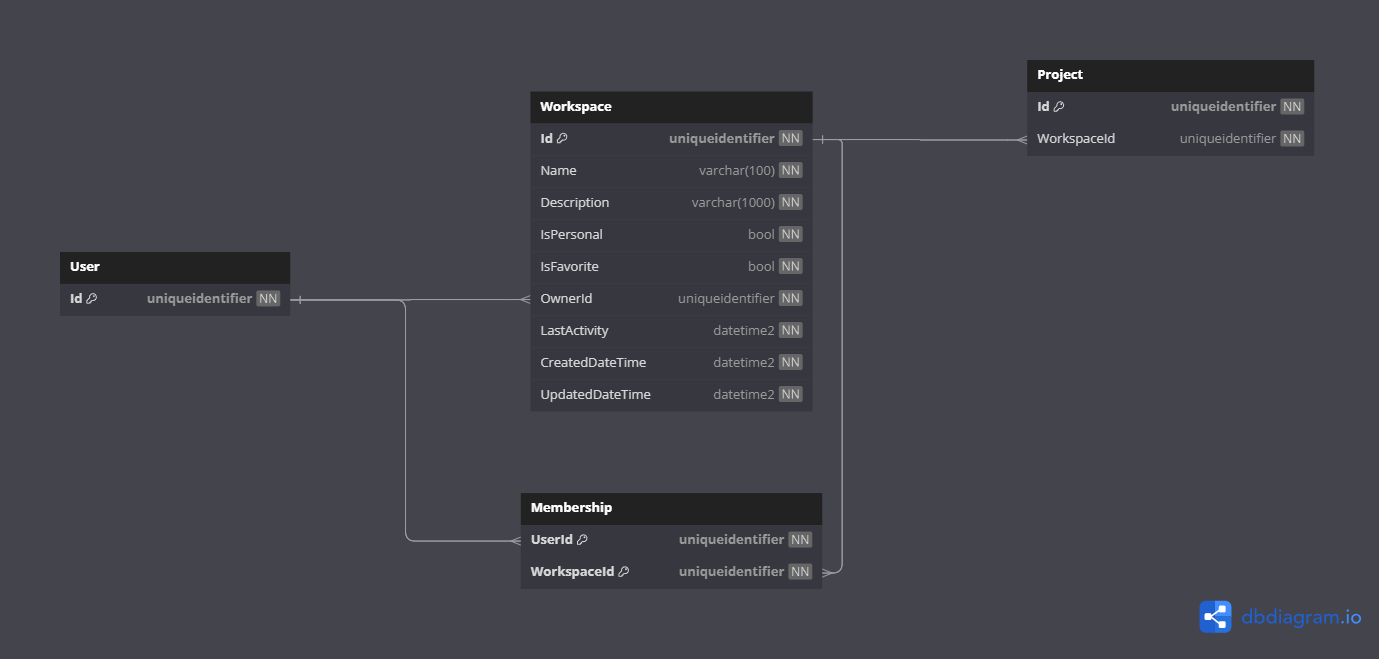 User
Id uniqueidentifier NN
Workspace
Id uniqueidentifier NN
Name varchar(100) NN
Description varchar(1000) NN
IsPersonal bool NN
IsFavorite bool NN
OwnerId uniqueidentifier NN
LastActivity datetime2 NN
CreatedDateTime datetime2 NN
UpdatedDateTime datetime2 NN
Membership
UserId uniqueidentifier NN
WorkspaceId uniqueidentifier NN
Project
Id uniqueidentifier NN
WorkspaceId uniqueidentifier NN
dbdiagram.io